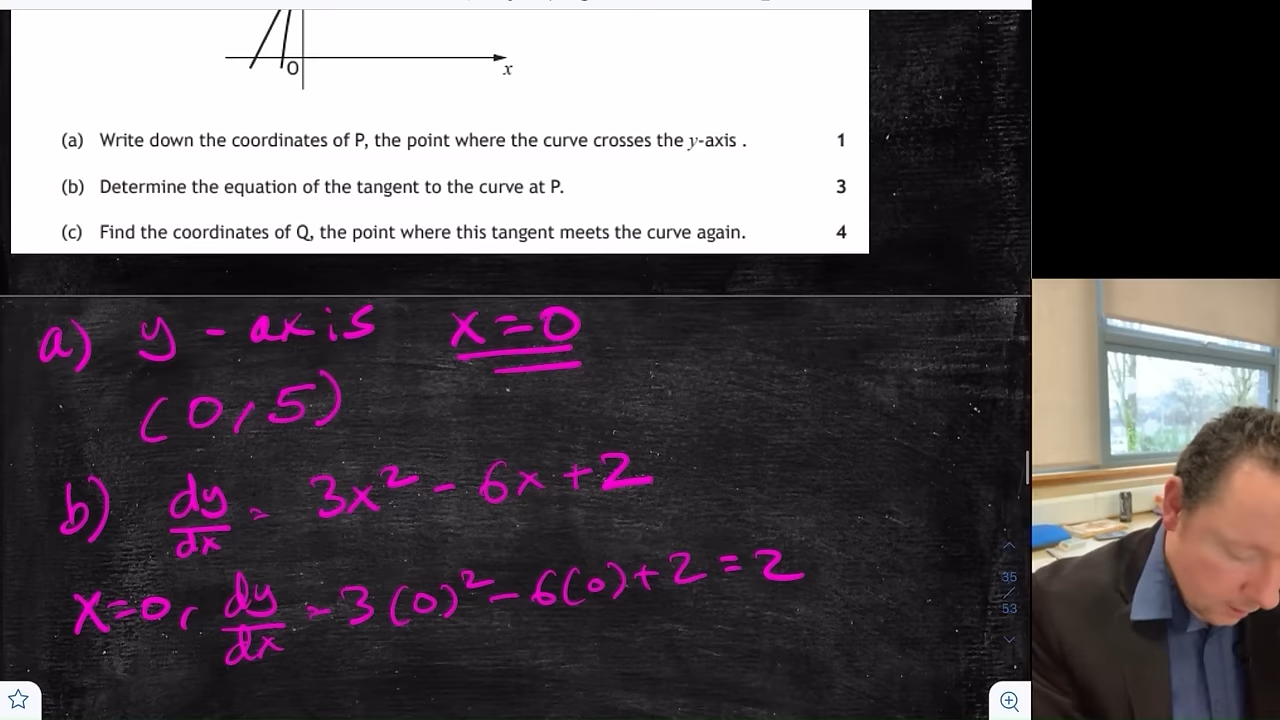 O
x
(a) Write down the coordinates of P, the point where the curve crosses the y-axis . 1
(b) Determine the equation of the tangent to the curve at P. 3
(c) Find the coordinates of Q, the point where this tangent meets the curve again. 4
a) y - axis x=0
(0,5)
b) dy/dx = 3x² - 6x + 2
x=0, dy/dx = 3(0)² - 6(0) + 2 = 2
35
/
53